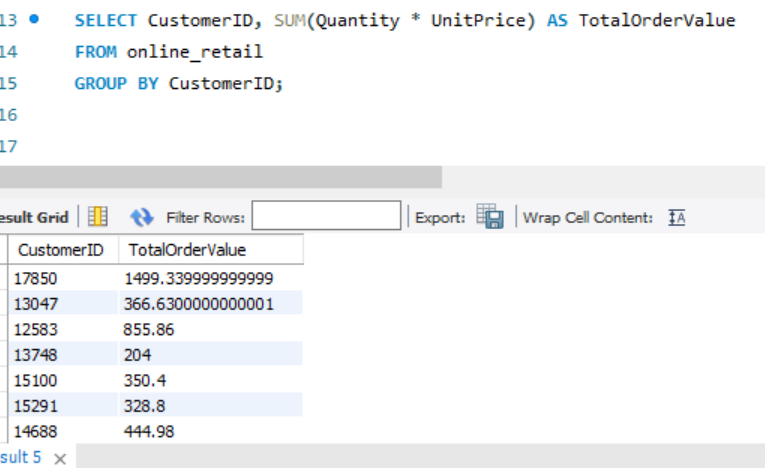 13 SELECT CustomerID, SUM(Quantity * UnitPrice) AS TotalOrderValue
14 FROM online_retail
15 GROUP BY CustomerID;
16
17
esult Grid Filter Rows: Export: Wrap Cell Content: IA
CustomerID TotalOrderValue
17850 1499.339999999999
13047 366.6300000000001
12583 855.86
13748 204
15100 350.4
15291 328.8
14688 444.98
sult 5 ×